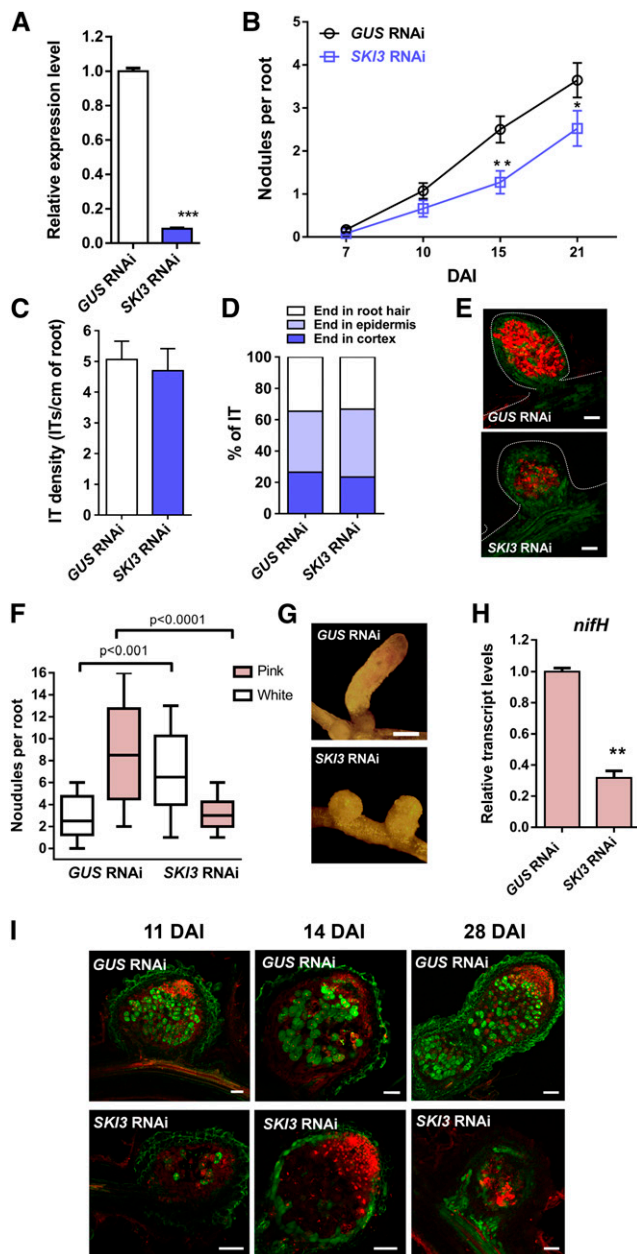 A
Relative expression level
1.2
1.0
0.8
0.6
0.4
0.2
0.0
***
GUS RNAi
SKI3 RNAi
B
GUS RNAi
SKI3 RNAi
Nodules per root
5
4
3
2
1
0
**
*
7 10 15 21
DAI
C
IT density (ITs/cm of root)
7
6
5
4
3
2
1
0
GUS RNAi
SKI3 RNAi
D
End in root hair
End in epidermis
End in cortex
% of IT
100
80
60
40
20
0
GUS RNAi
SKI3 RNAi
E
GUS RNAi
SKI3 RNAi
F
p<0.0001
p<0.001
Pink
White
Noudules per root
16
14
12
10
8
6
4
2
0
GUS RNAi SKI3 RNAi
G
GUS RNAi
SKI3 RNAi
H
nifH
Relative transcript levels
1.2
1.0
0.8
0.6
0.4
0.2
0.0
**
GUS RNAi
SKI3 RNAi
I
11 DAI 14 DAI 28 DAI
GUS RNAi GUS RNAi GUS RNAi
SKI3 RNAi SKI3 RNAi SKI3 RNAi